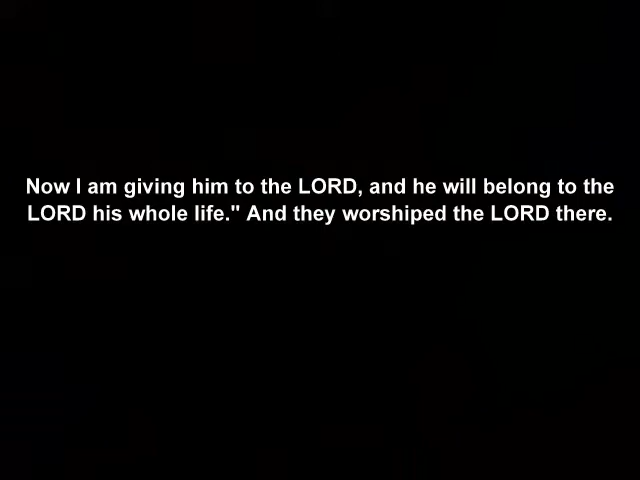 Now I am giving him to the LORD, and he will belong to the
LORD his whole life." And they worshiped the LORD there.